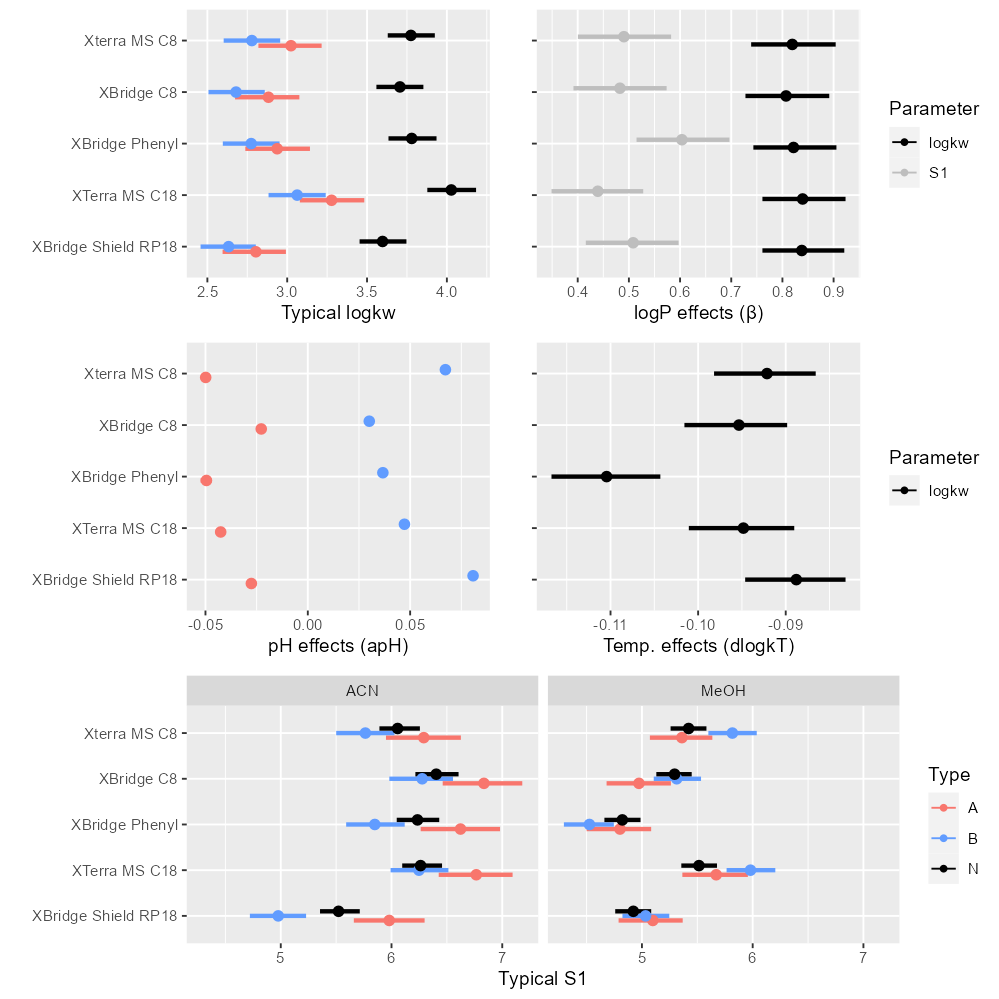 Xterra MS C8
XBridge C8
XBridge Phenyl
XTerra MS C18
XBridge Shield RP18
2.5 3.0 3.5 4.0
Typical logkw
0.4 0.5 0.6 0.7 0.8 0.9
logP effects (β)
Parameter
logkw
S1
Xterra MS C8
XBridge C8
XBridge Phenyl
XTerra MS C18
XBridge Shield RP18
-0.05 0.00 0.05
pH effects (apH)
-0.11 -0.10 -0.09
Temp. effects (dlogkT)
Parameter
logkw
ACN
MeOH
Xterra MS C8
XBridge C8
XBridge Phenyl
XTerra MS C18
XBridge Shield RP18
5 6 7
5 6 7
Typical S1
Type
A
B
N